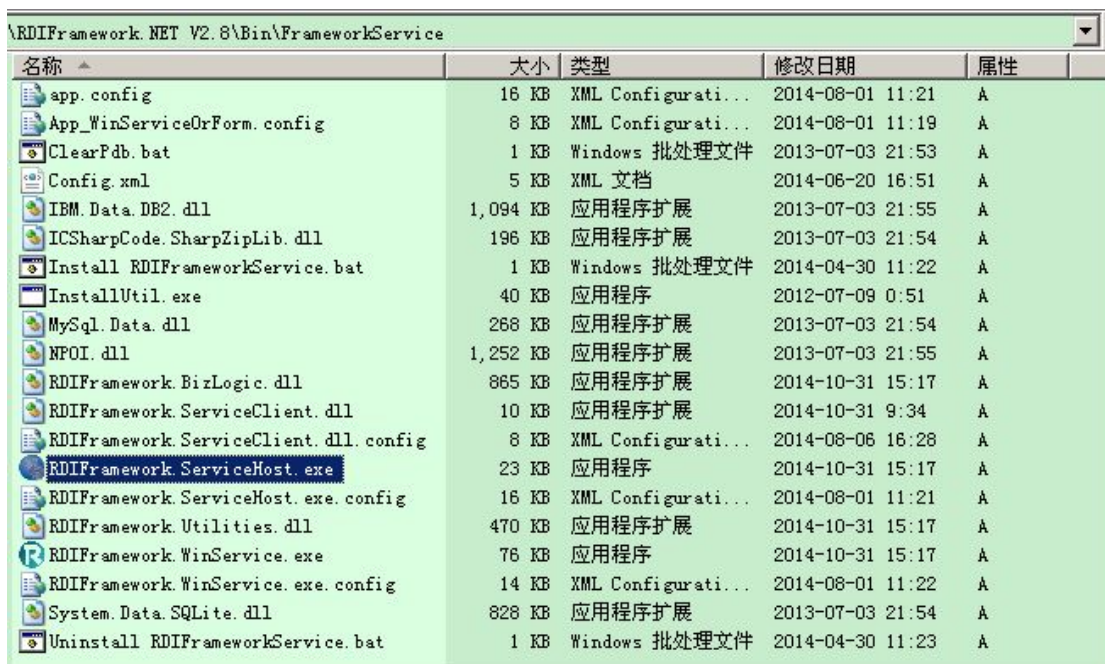 \RDIFramework.NET V2.8\Bin\FrameworkService
名称 大小 类型 修改日期 属性
app.config 16 KB XML Configurati... 2014-08-01 11:21 A
App_WinServiceOrForm.config 8 KB XML Configurati... 2014-08-01 11:19 A
ClearPdb.bat 1 KB Windows 批处理文件 2013-07-03 21:53 A
Config.xml 5 KB XML 文档 2014-06-20 16:51 A
IBM.Data.DB2.dll 1,094 KB 应用程序扩展 2013-07-03 21:55 A
ICSharpCode.SharpZipLib.dll 196 KB 应用程序扩展 2013-07-03 21:54 A
Install RDIFrameworkService.bat 1 KB Windows 批处理文件 2014-04-30 11:22 A
InstallUtil.exe 40 KB 应用程序 2012-07-09 0:51 A
MySql.Data.dll 268 KB 应用程序扩展 2013-07-03 21:54 A
NPOI.dll 1,252 KB 应用程序扩展 2013-07-03 21:55 A
RDIFramework.BizLogic.dll 865 KB 应用程序扩展 2014-10-31 15:17 A
RDIFramework.ServiceClient.dll 10 KB 应用程序扩展 2014-10-31 9:34 A
RDIFramework.ServiceClient.dll.config 8 KB XML Configurati... 2014-08-06 16:28 A
RDIFramework.ServiceHost.exe 23 KB 应用程序 2014-10-31 15:17 A
RDIFramework.ServiceHost.exe.config 16 KB XML Configurati... 2014-08-01 11:21 A
RDIFramework.Utilities.dll 470 KB 应用程序扩展 2014-10-31 15:17 A
RDIFramework.WinService.exe 76 KB 应用程序 2014-10-31 15:17 A
RDIFramework.WinService.exe.config 14 KB XML Configurati... 2014-08-01 11:22 A
System.Data.SQLite.dll 828 KB 应用程序扩展 2013-07-03 21:54 A
Uninstall RDIFrameworkService.bat 1 KB Windows 批处理文件 2014-04-30 11:23 A